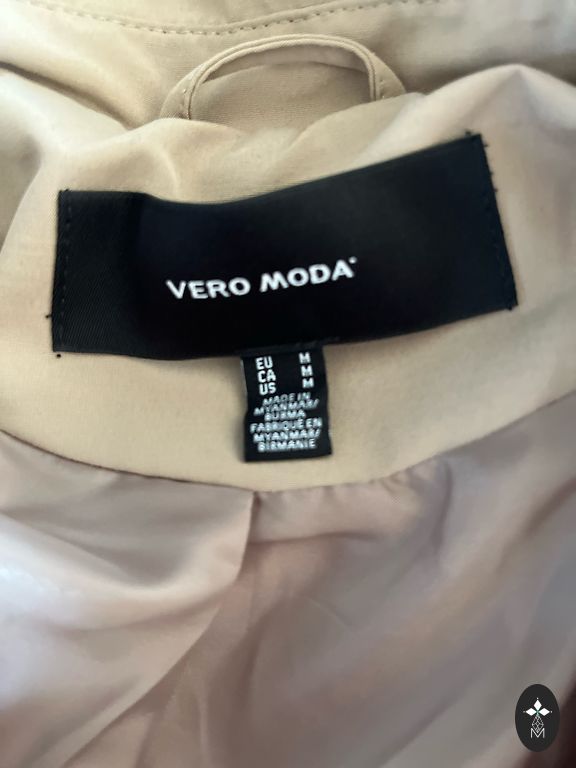 VERO MODA
EU M
CA M
US M
MADE IN
MYANMAR/
BURMA
FABRIQUÉ EN
MYANMAR/
BIRMANIE
M